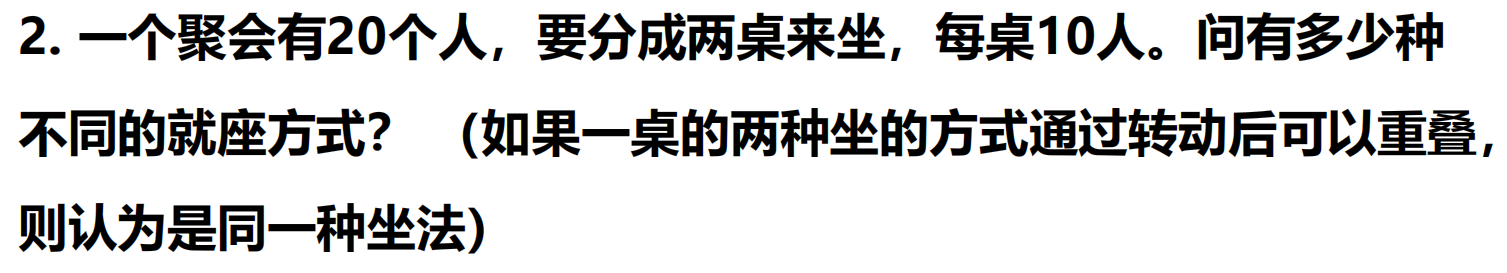 2. 一个聚会有20个人，要分成两桌来坐，每桌10人。问有多少种
不同的就座方式？ （如果一桌的两种坐的方式通过转动后可以重叠，
则认为是同一种坐法）